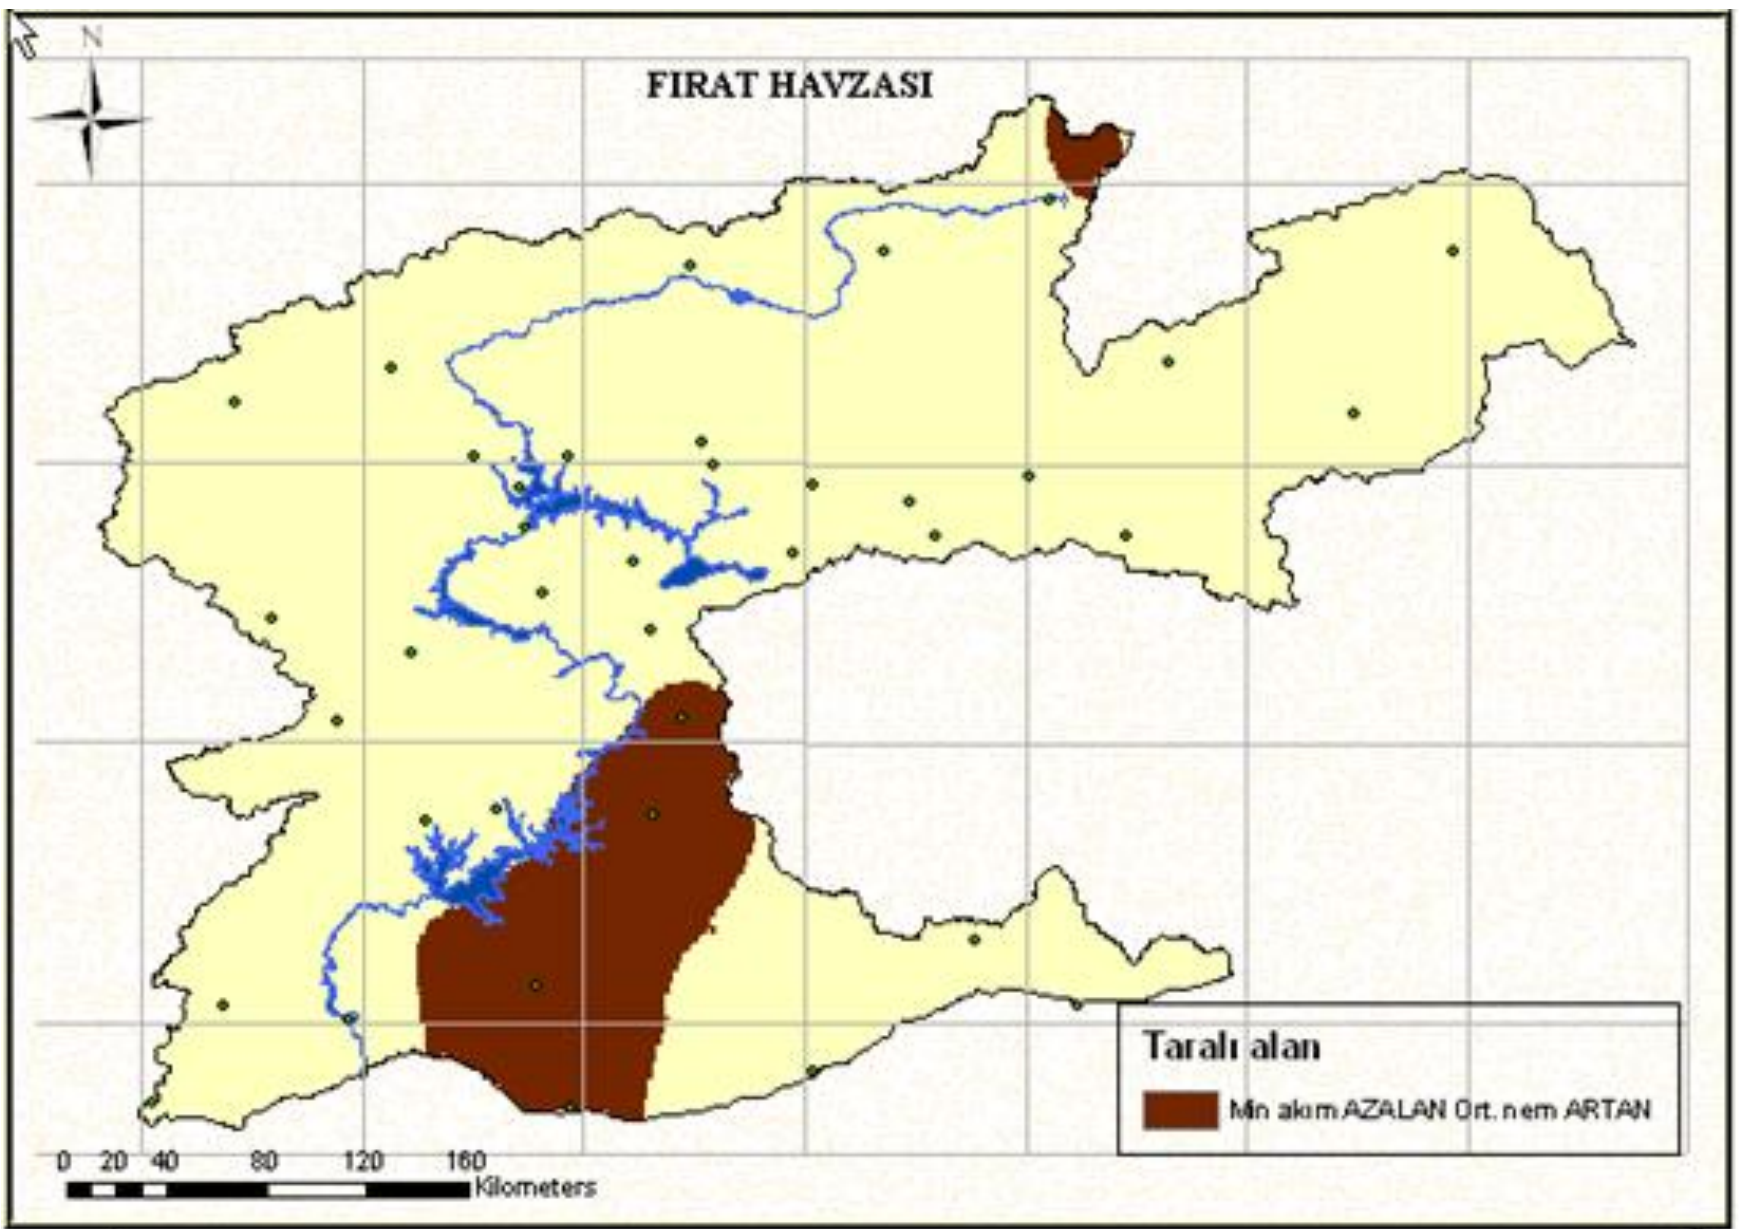 N
FIRAT HAVZASI
Taralı alan
Min akım AZALAN Ort. nem ARTAN
0 20 40 80 120 160
Kilometers